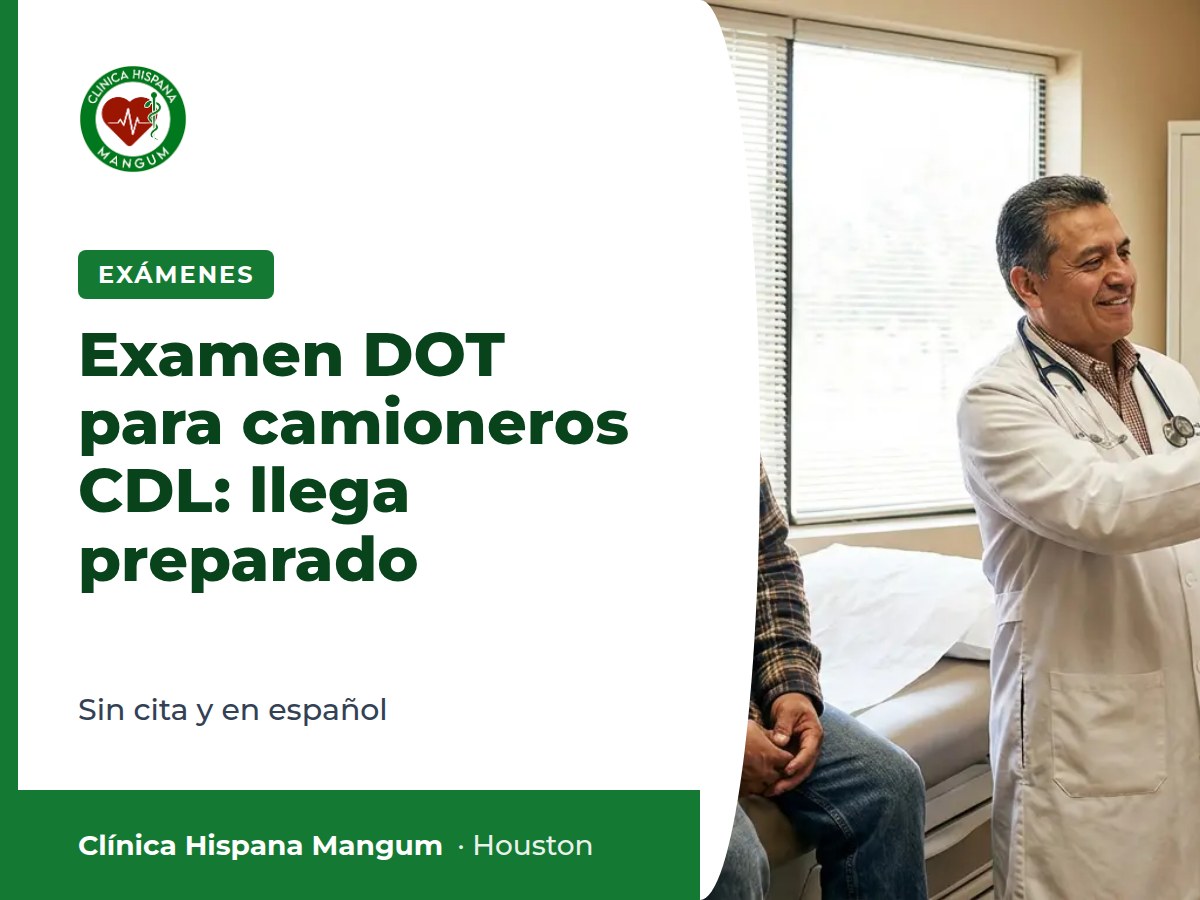 CLINICA HISPANA
MANGUM
EXÁMENES
Examen DOT
para camioneros
CDL: llega
preparado
Sin cita y en español
Clínica Hispana Mangum · Houston